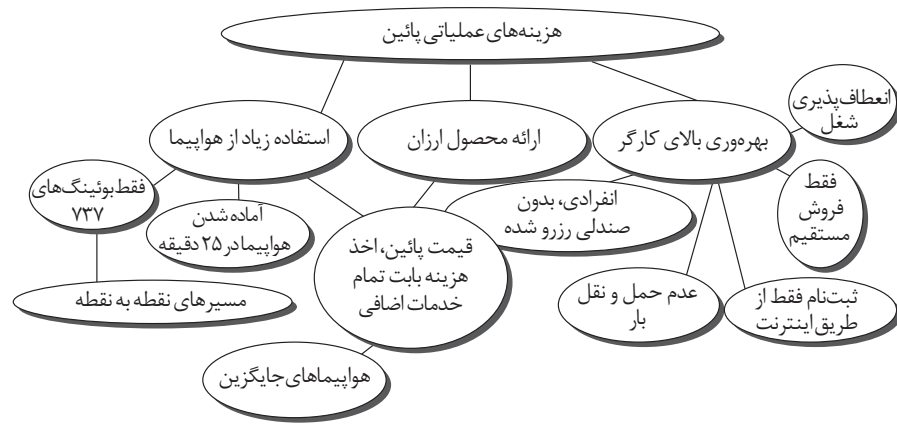 هزینه‌های عملیاتی پائین
انعطاف‌پذیری
شغل
استفاده زیاد از هواپیما
ارائه محصول ارزان
بهره‌وری بالای کارگر
فقط بوئینگ‌های
۷۳۷
آماده شدن
هواپیما در ۲۵ دقیقه
قیمت پائین، اخذ
هزینه بابت تمام
خدمات اضافی
انفرادی، بدون
صندلی رزرو شده
فقط
فروش
مستقیم
مسیرهای نقطه به نقطه
عدم حمل و نقل
بار
ثبت‌نام فقط از
طریق اینترنت
هواپیماهای جایگزین